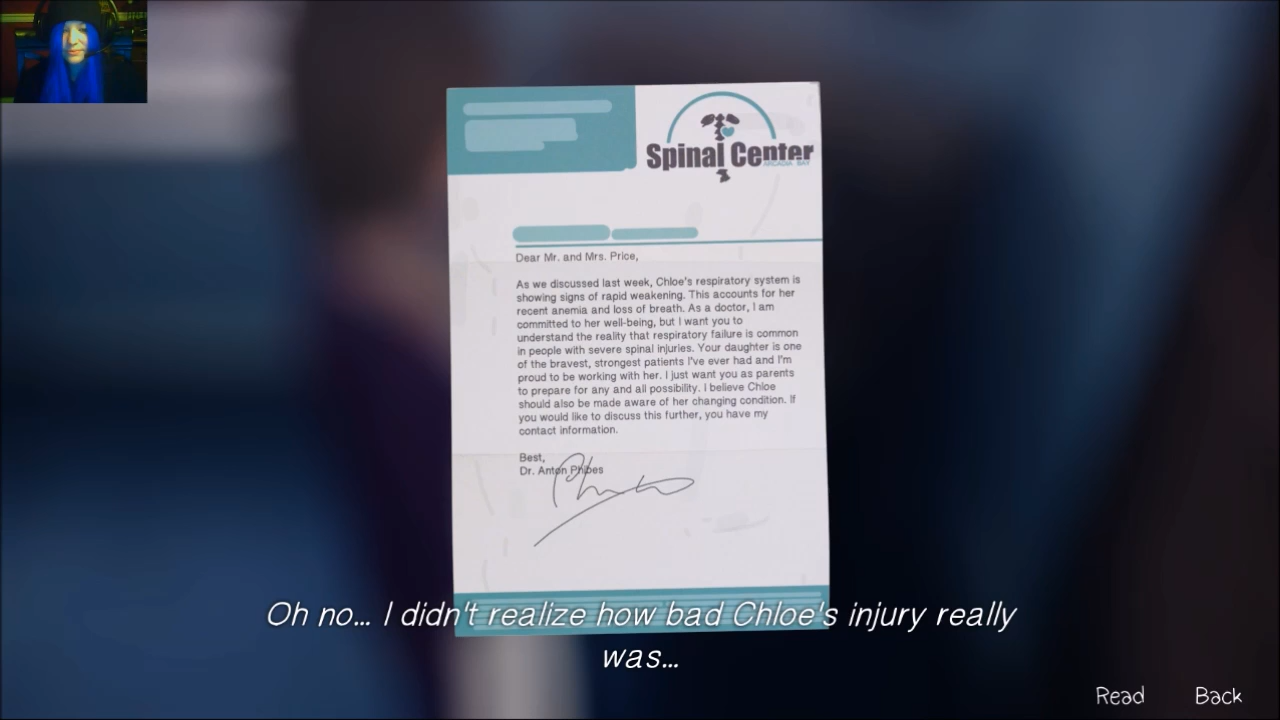 Spinal Center
ARCADIA BAY
Dear Mr. and Mrs. Price,
As we discussed last week, Chloe's respiratory system is
showing signs of rapid weakening. This accounts for her
recent anemia and loss of breath. As a doctor, I am
committed to her well-being, but I want you to
understand the reality that respiratory failure is common
in people with severe spinal injuries. Your daughter is one
of the bravest, strongest patients I've ever had and I'm
proud to be working with her. I just want you as parents
to prepare for any and all possibility. I believe Chloe
should also be made aware of her changing condition. If
you would like to discuss this further, you have my
contact information.
Best,
Dr. Anton Phibes
Oh no... I didn't realize how bad Chloe's injury really
was...
Read
Back